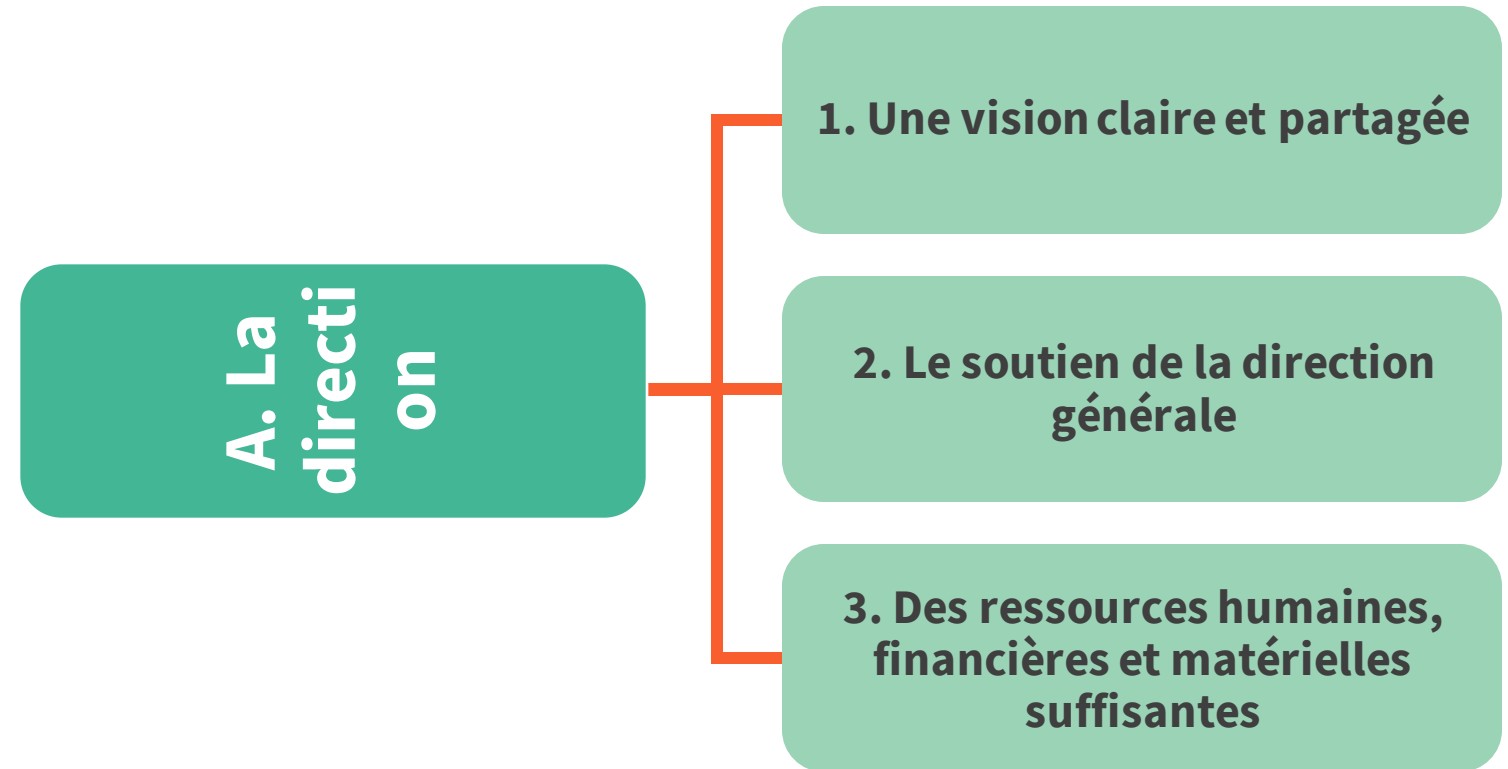 A. La
directi
on
1. Une vision claire et partagée
2. Le soutien de la direction
générale
3. Des ressources humaines,
financières et matérielles
suffisantes